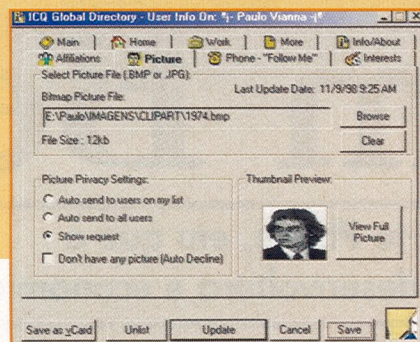 ICQ Global Directory - User Info On: *j- Paulo Vianna -j*
Main Home Work More Info/About
Affiliations Picture Phone - "Follow Me" Interests
Select Picture File (.BMP or .JPG):
Last Update Date: 11/9/98 9:25 AM
Bitmap Picture File:
E:\Paulo\IMAGENS\CLIPART\1974.bmp
Browse
File Size : 12kb
Clear
Picture Privacy Settings:
Thumbnail Preview:
Auto send to users on my list
Auto send to all users
Show request
Don't have any picture (Auto Decline)
View Full
Picture
Save as vCard Unlist Update Cancel Save